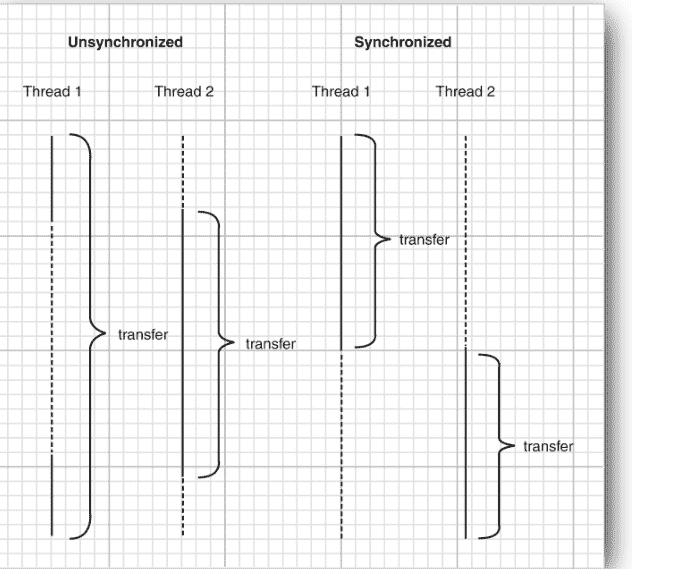 Unsynchronized
Synchronized
Thread 1
Thread 2
Thread 1
Thread 2
transfer
transfer
transfer
transfer